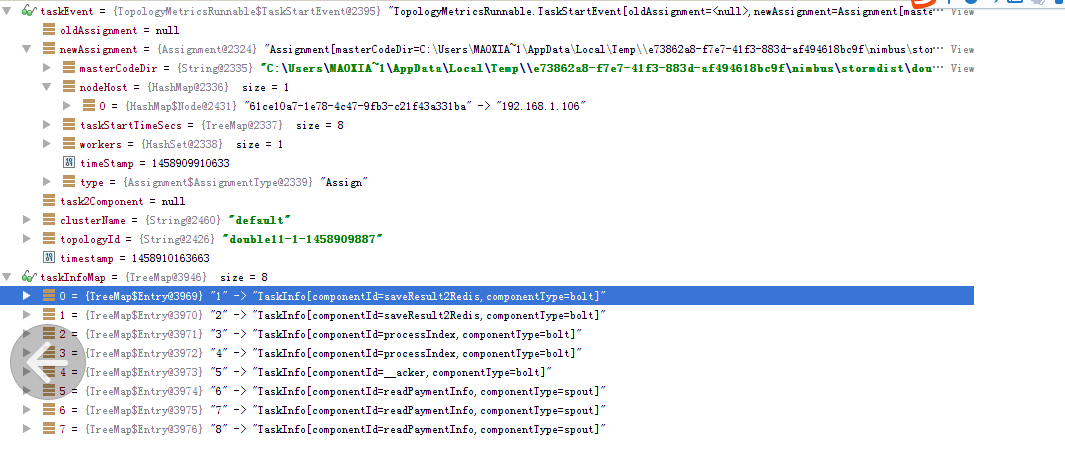 taskEvent = {TopologyMetricsRunnable$TaskStartEvent@2395} "TopologyMetricsRunnable.TaskStartEvent[oldAssignment=<null>,newAssignment=Assignment[maste⋯ View
oldAssignment = null
newAssignment = {Assignment@2324} "Assignment[masterCodeDir=C:\Users\MAOXIA~1\AppData\Local\Temp\\e73862a8-f7e7-41f3-883d-af494618bc9f\nimbus\stor⋯ View
masterCodeDir = {String@2335} "C:\Users\MAOXIA~1\AppData\Local\Temp\\e73862a8-f7e7-41f3-883d-af494618bc9f\nimbus\stormdist\dou⋯ View
nodeHost = {HashMap@2336} size = 1
0 = {HashMap$Node@2431} "61ce10a7-1e78-4c47-9fb3-c21f43a331ba" -> "192.168.1.106"
taskStartTimeSecs = {TreeMap@2337} size = 8
workers = {HashSet@2338} size = 1
timeStamp = 1458909910633
type = {Assignment$AssignmentType@2339} "Assign"
task2Component = null
clusterName = {String@2460} "default"
topologyId = {String@2426} "double11-1-1458909887"
timestamp = 1458910163663
taskInfoMap = {TreeMap@3946} size = 8
0 = {TreeMap$Entry@3969} "1" -> "TaskInfo[componentId=saveResult2Redis,componentType=bolt]"
1 = {TreeMap$Entry@3970} "2" -> "TaskInfo[componentId=saveResult2Redis,componentType=bolt]"
2 = {TreeMap$Entry@3971} "3" -> "TaskInfo[componentId=processIndex,componentType=bolt]"
3 = {TreeMap$Entry@3972} "4" -> "TaskInfo[componentId=processIndex,componentType=bolt]"
4 = {TreeMap$Entry@3973} "5" -> "TaskInfo[componentId=__acker,componentType=bolt]"
5 = {TreeMap$Entry@3974} "6" -> "TaskInfo[componentId=readPaymentInfo,componentType=spout]"
6 = {TreeMap$Entry@3975} "7" -> "TaskInfo[componentId=readPaymentInfo,componentType=spout]"
7 = {TreeMap$Entry@3976} "8" -> "TaskInfo[componentId=readPaymentInfo,componentType=spout]"